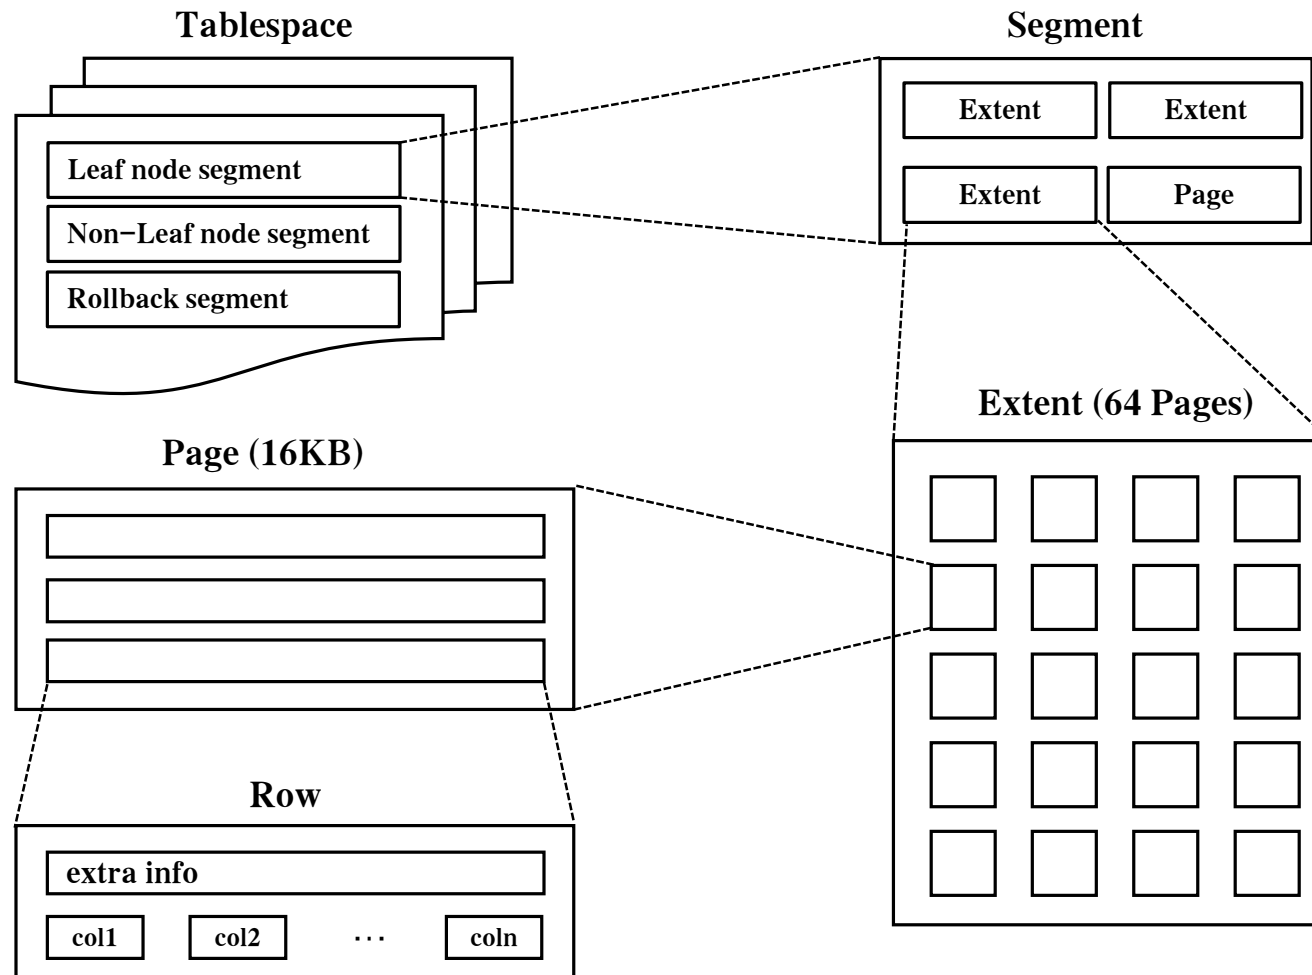 Tablespace
Leaf node segment
Non-Leaf node segment
Rollback segment
Segment
Extent
Extent
Extent
Page
Extent (64 Pages)
Page (16KB)
Row
extra info
col1
col2
...
coln